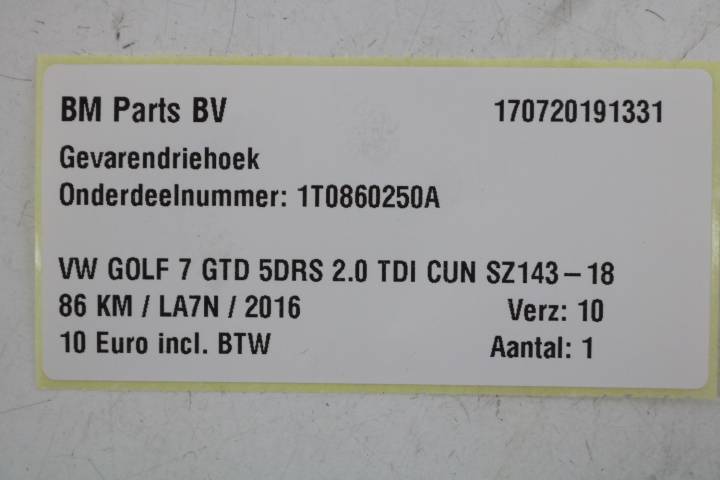 BM Parts BV 170720191331
Gevarendriehoek
Onderdeelnummer: 1T0860250A
VW GOLF 7 GTD 5DRS 2.0 TDI CUN SZ143-18
86 KM / LA7N / 2016 Verz: 10
10 Euro incl. BTW Aantal: 1